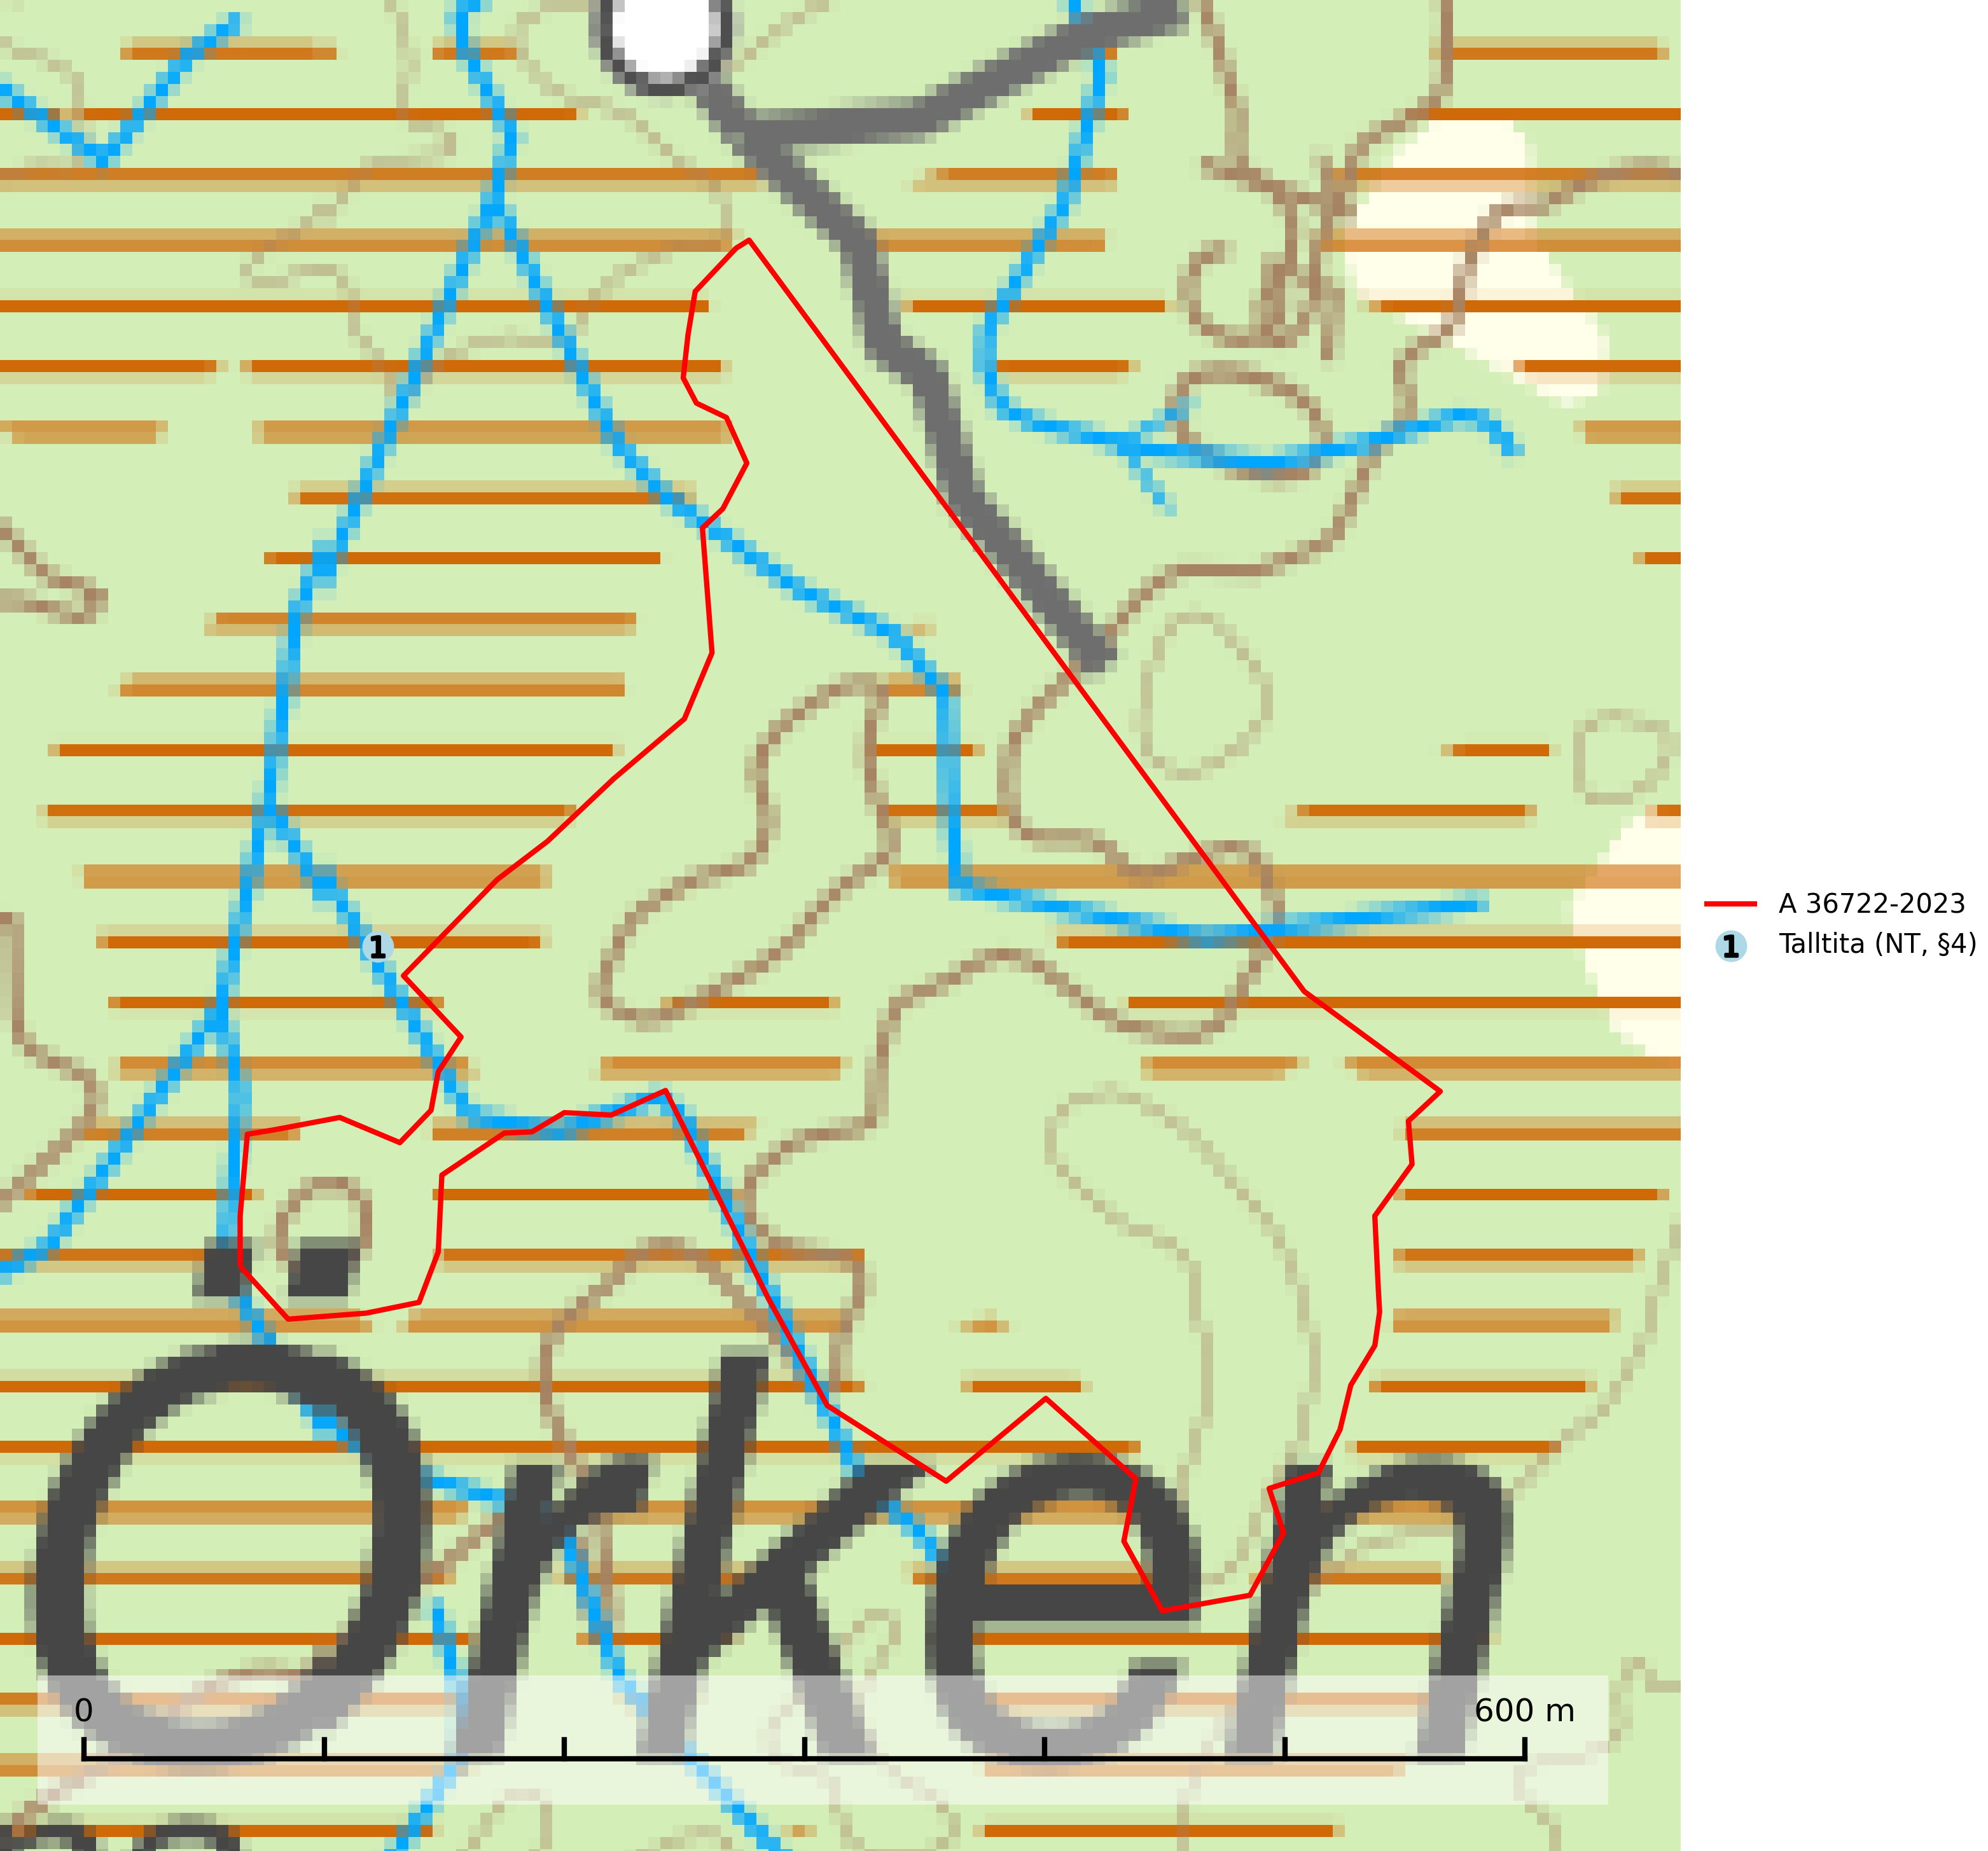 A 36722-2023
1 Talltita (NT, §4)
1
Orken
0 600 m